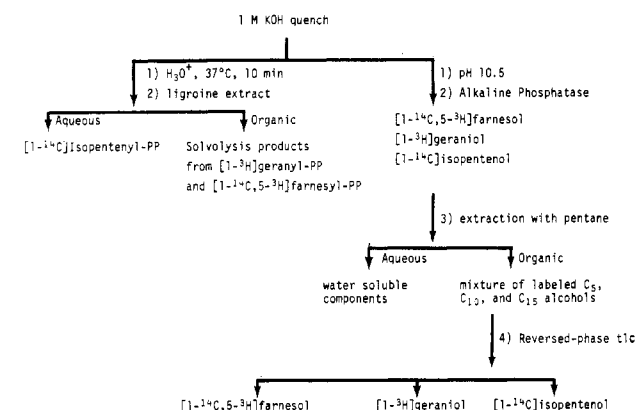 1 M KOH quench
1) H₃O⁺, 37°C, 10 min
2) ligroine extract
1) pH 10.5
2) Alkaline Phosphatase
Aqueous
Organic
[1-¹⁴C]Isopentenyl-PP
Solvolysis products
from [1-³H]geranyl-PP
and [1-¹⁴C,5-³H]farnesyl-PP
[1-¹⁴C,5-³H]farnesol
[1-³H]geraniol
[1-¹⁴C]isopentenol
3) extraction with pentane
Aqueous
Organic
water soluble
components
mixture of labeled C₅,
C₁₀, and C₁₅ alcohols
4) Reversed-phase tlc
[1-¹⁴C,5-³H]farnesol
[1-³H]geraniol
[1-¹⁴C]isopentenol